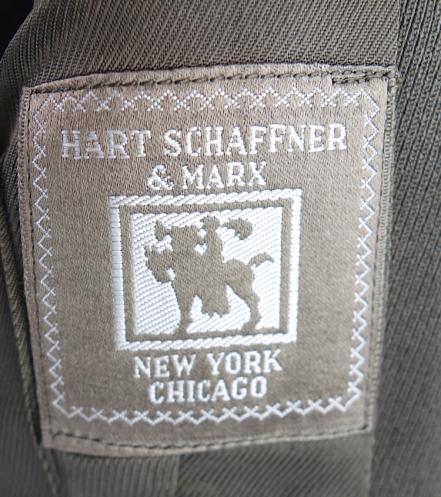 HART SCHAFFNER
& MARX
NEW YORK
CHICAGO